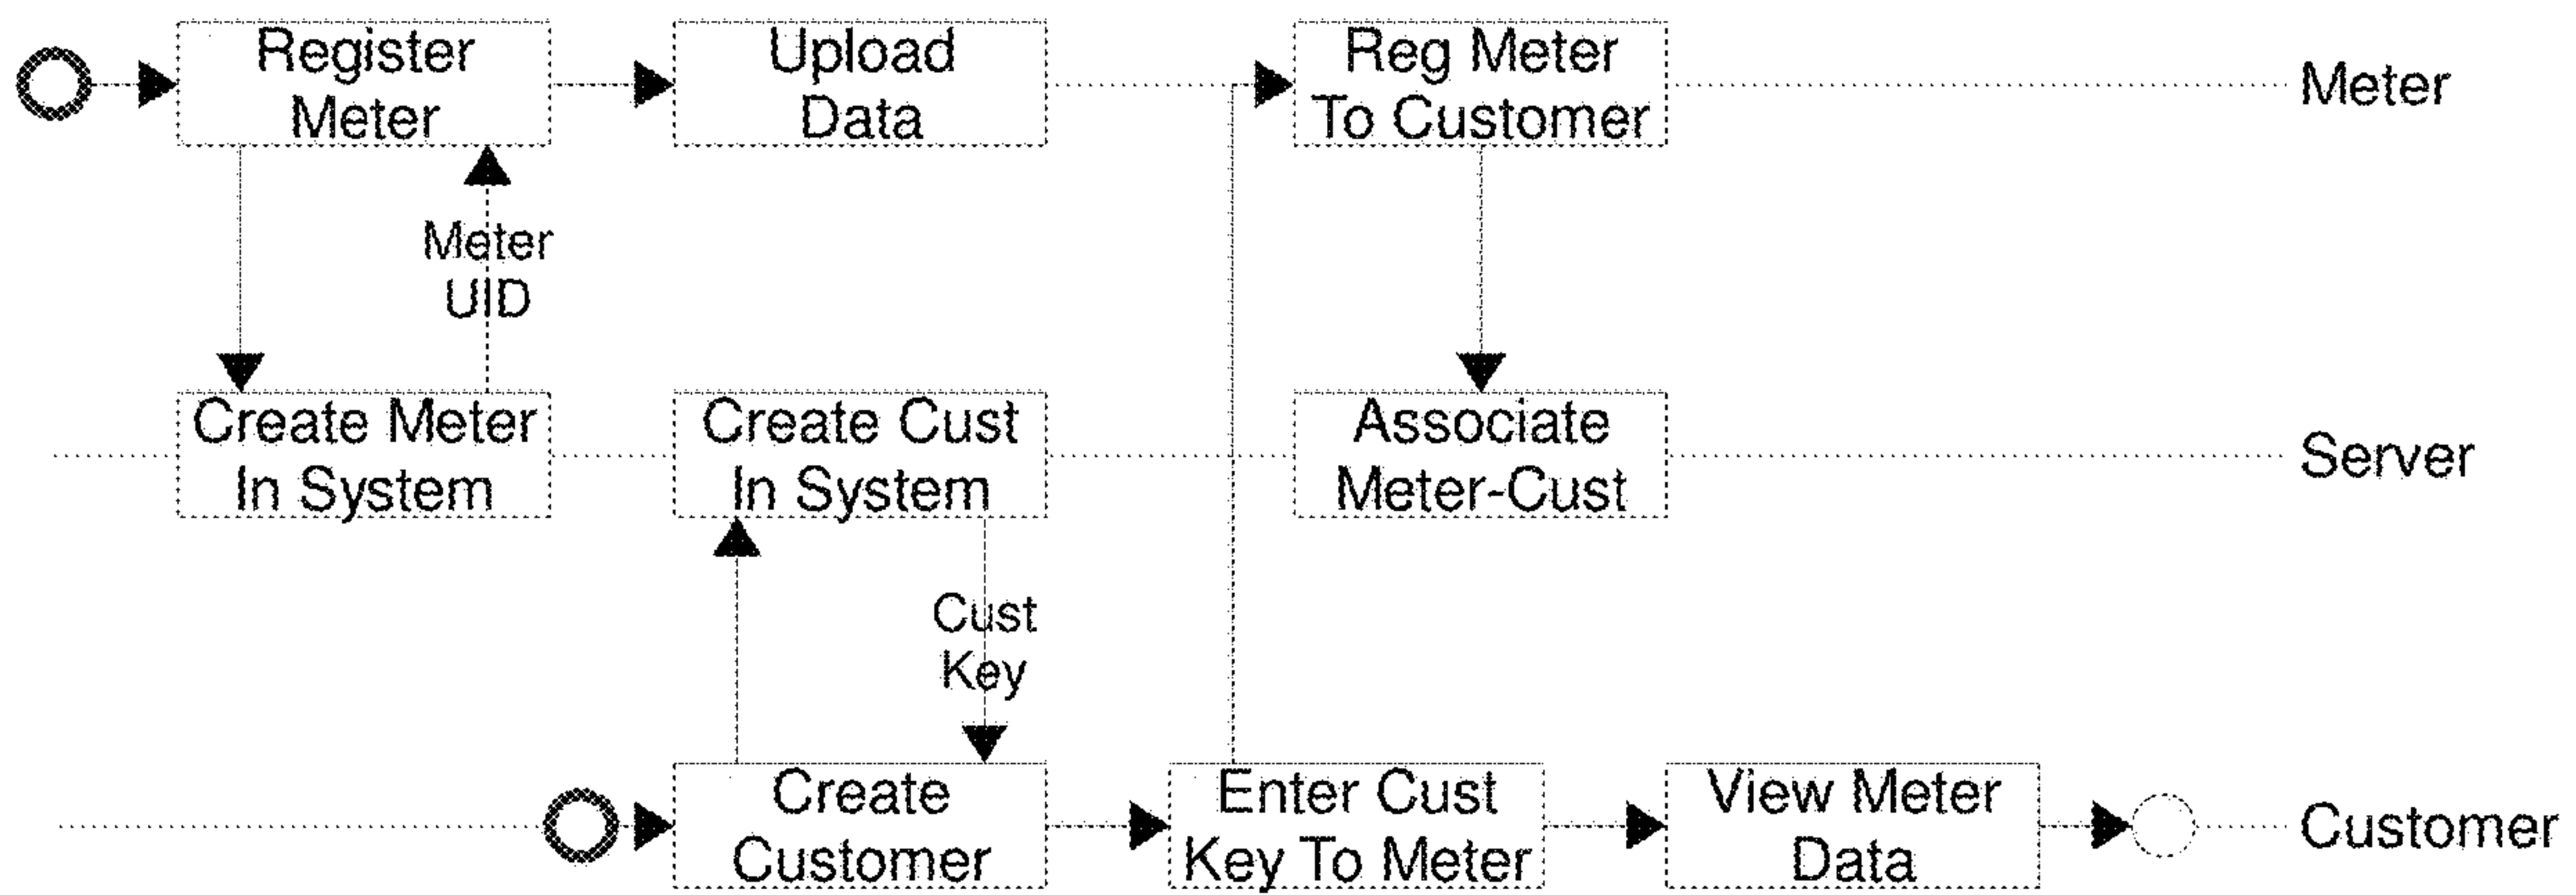 Register
Meter
Upload
Data
Reg Meter
To Customer
Meter
Meter
UID
Create Meter
In System
Create Cust
In System
Associate
Meter-Cust
Server
Cust
Key
Create
Customer
Enter Cust
Key To Meter
View Meter
Data
Customer